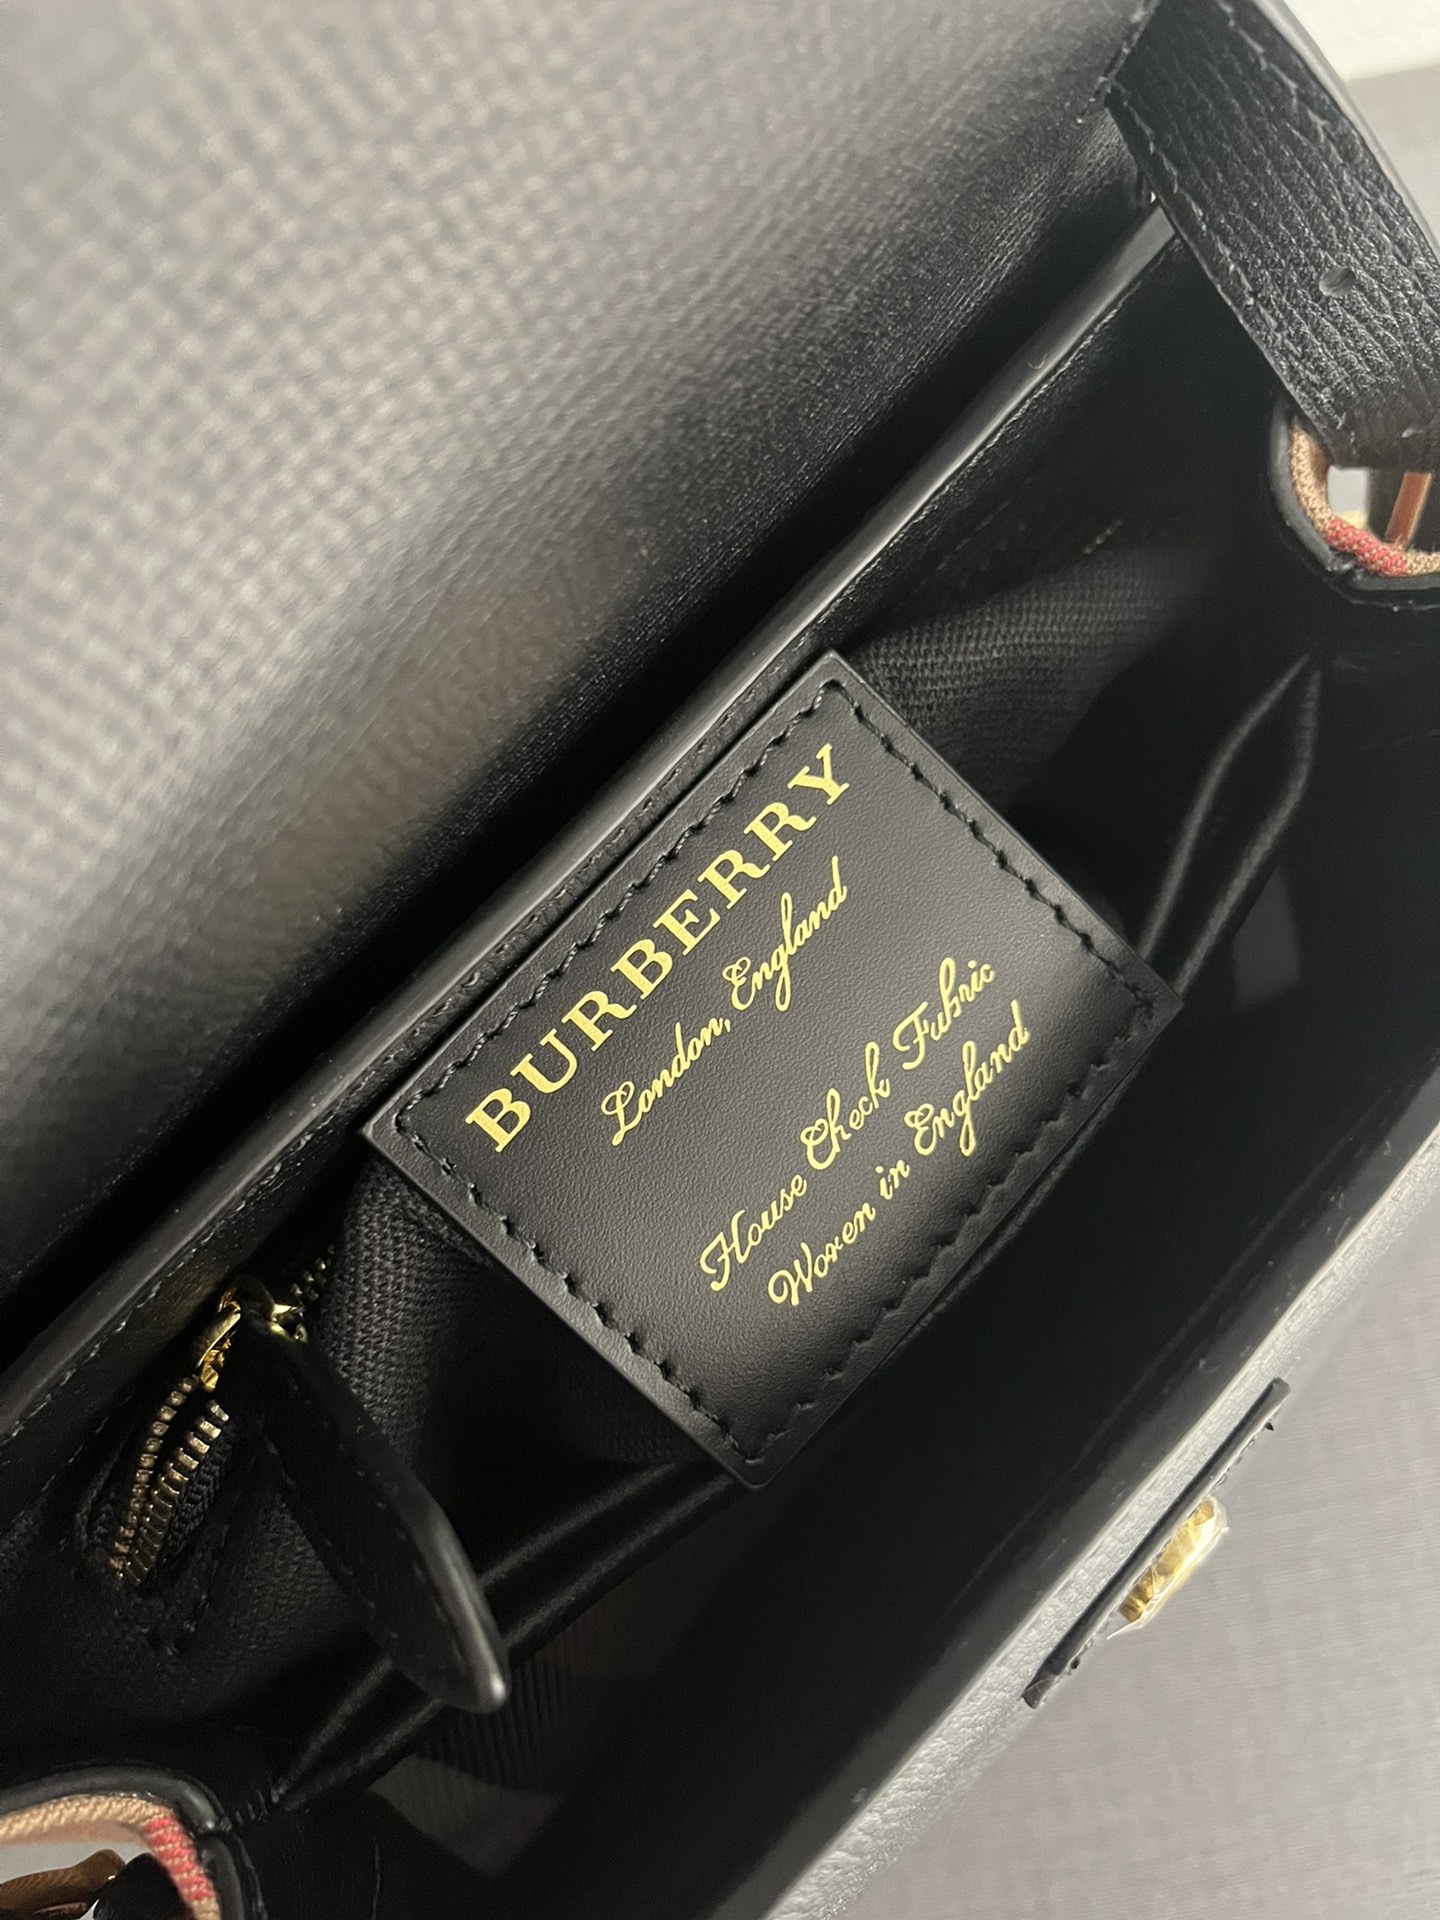 BURBERRY
London, England
House Check Fabric
Woven in England